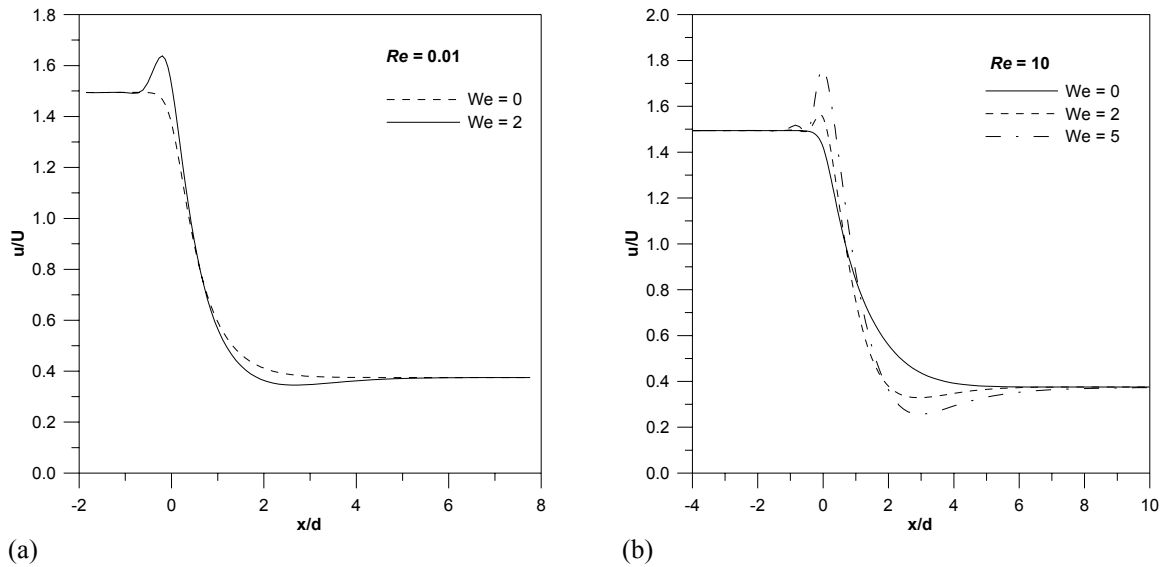 1.8
1.6
1.4
1.2
1.0
0.8
0.6
0.4
0.2
0.0
u/U
Re = 0.01
We = 0
We = 2
-2 0 2 4 6 8
x/d
(a)
2.0
1.8
1.6
1.4
1.2
1.0
0.8
0.6
0.4
0.2
0.0
u/U
Re = 10
We = 0
We = 2
We = 5
-4 -2 0 2 4 6 8 10
x/d
(b)